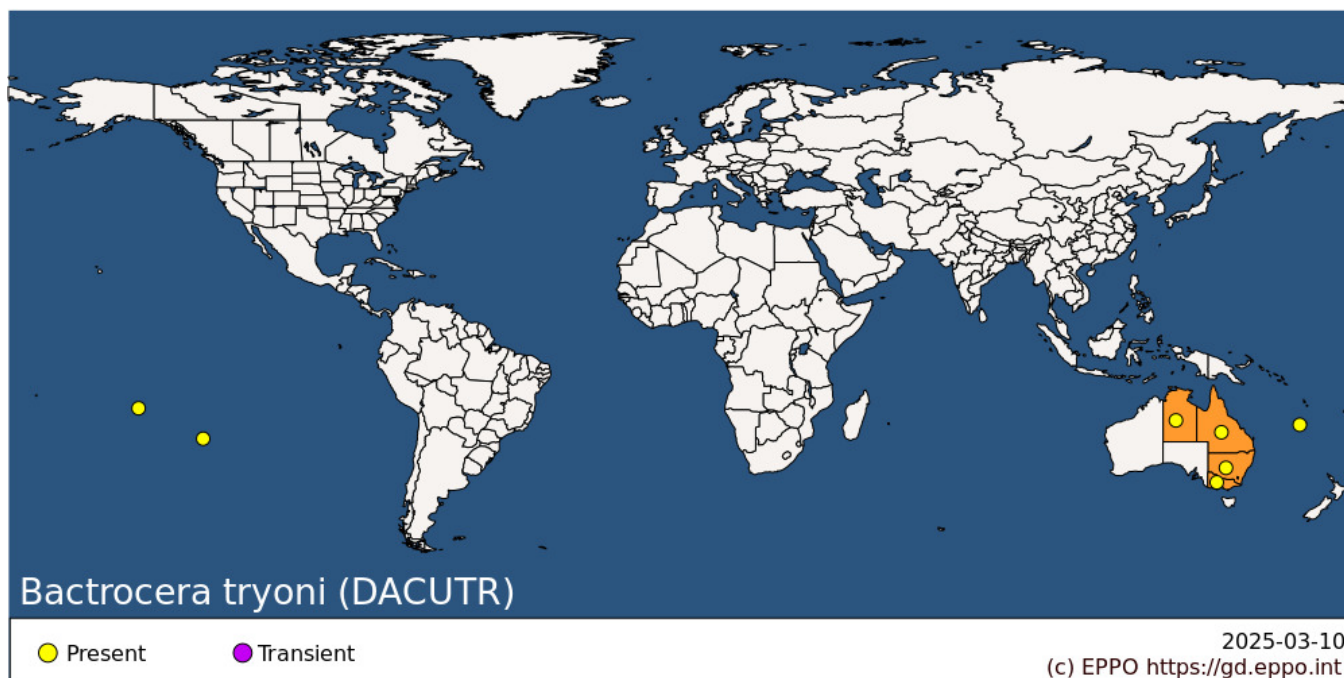 Bactrocera tryoni (DACUTR)
Present
Transient
2025-03-10
(c) EPPO https://gd.eppo.int